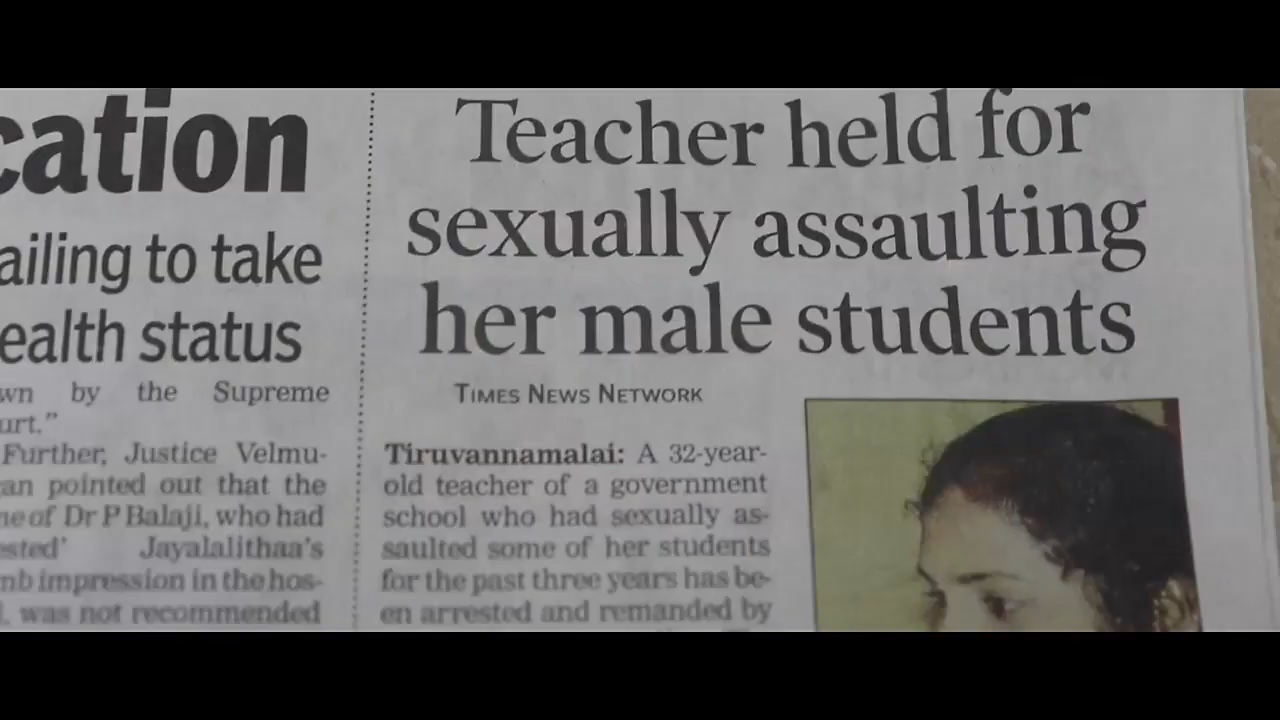 cation
ailing to take
ealth status
wn by the Supreme
urt."
Further, Justice Velmu-
an pointed out that the
me of Dr P Balaji, who had
ested' Jayalalithaa's
mb impression in the hos-
l, was not recommended
Teacher held for
sexually assaulting
her male students
TIMES NEWS NETWORK
Tiruvannamalai: A 32-year-
old teacher of a government
school who had sexually as-
saulted some of her students
for the past three years has be-
en arrested and remanded by